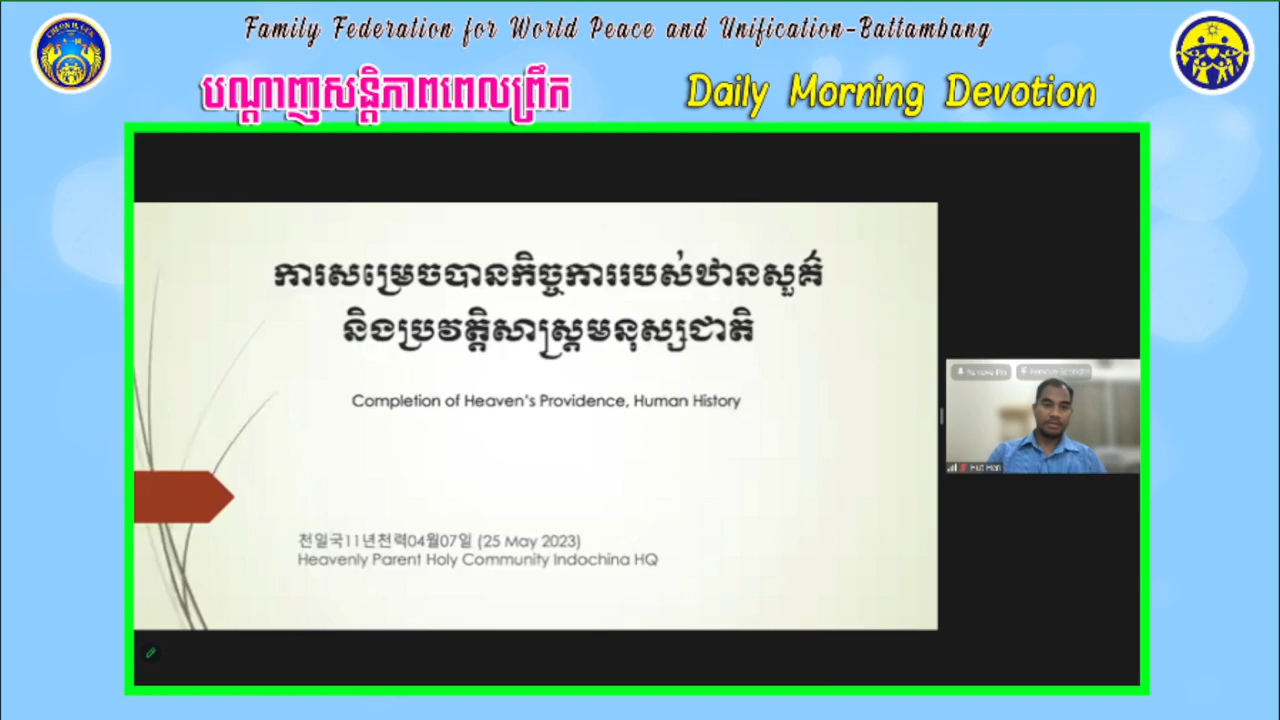 Family Federation for World Peace and Unification-Battambang
បណ្តាញសន្តិភាពពេលព្រឹក
Daily Morning Devotion
ការសម្រេចបានកិច្ចការរបស់ឋានសួគ៌
និងប្រវត្តិសាស្ត្រមនុស្សជាតិ
Completion of Heaven's Providence, Human History
천일국11년천력04월07일 (25 May 2023)
Heavenly Parent Holy Community Indochina HQ